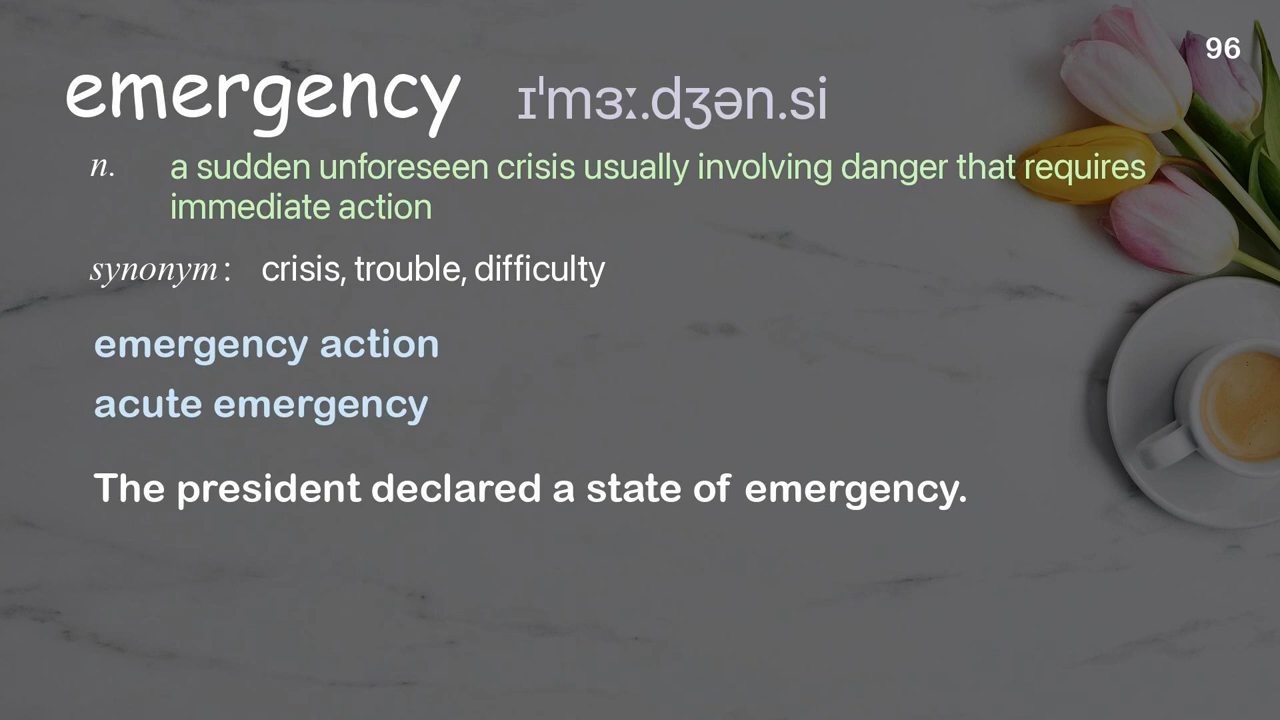 96
emergency ɪˈmɜː.dʒən.si
n. a sudden unforeseen crisis usually involving danger that requires
immediate action
synonym: crisis, trouble, difficulty
emergency action
acute emergency
The president declared a state of emergency.